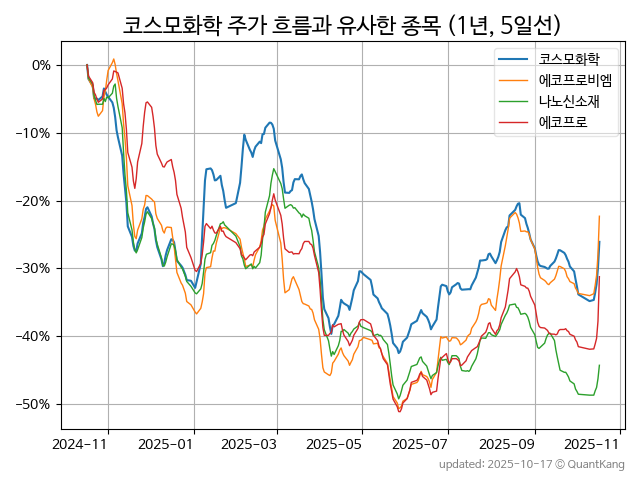 코스모화학 주가 흐름과 유사한 종목 (1년, 5일선)
코스모화학
에코프로비엠
나노신소재
에코프로
0%
−10%
−20%
−30%
−40%
−50%
2024−11
2025−01
2025−03
2025−05
2025−07
2025−09
2025−11
updated: 2025-10-17 © QuantKang